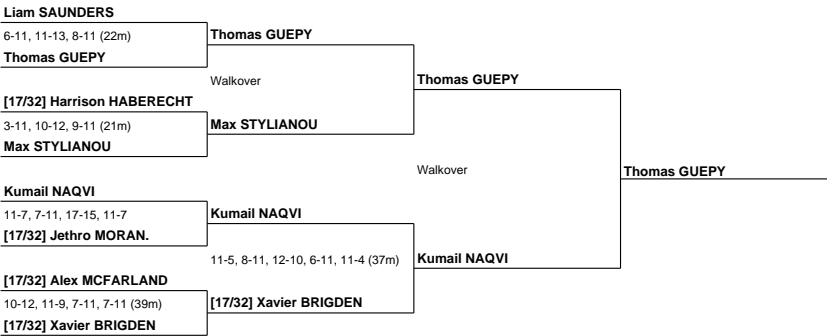 Liam SAUNDERS
6-11, 11-13, 8-11 (22m)
Thomas GUEPY
Thomas GUEPY
Walkover
Thomas GUEPY
[17/32] Harrison HABERECHT
3-11, 10-12, 9-11 (21m)
Max STYLIANOU
Max STYLIANOU
Walkover
Thomas GUEPY
Kumail NAQVI
11-7, 7-11, 17-15, 11-7
Kumail NAQVI
[17/32] Jethro MORAN.
11-5, 8-11, 12-10, 6-11, 11-4 (37m)
Kumail NAQVI
[17/32] Alex MCFARLAND
10-12, 11-9, 7-11, 7-11 (39m)
[17/32] Xavier BRIGDEN
[17/32] Xavier BRIGDEN